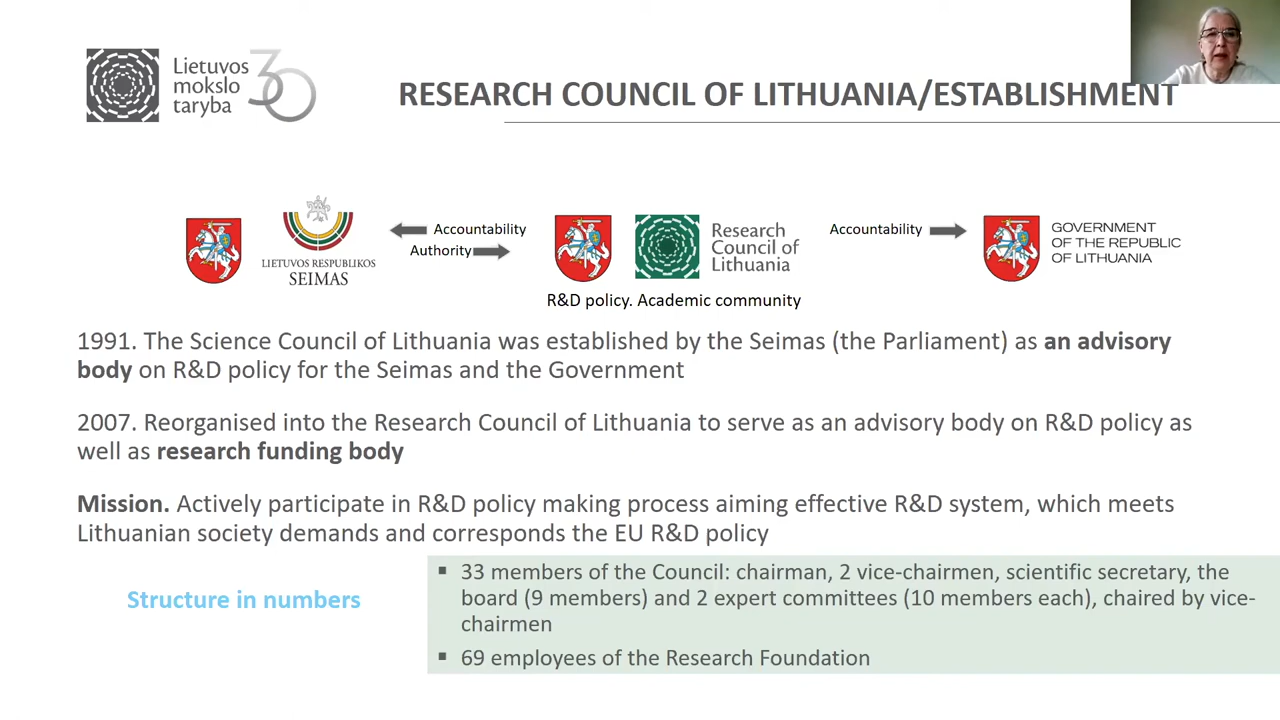 Lietuvos
mokslo
taryba
30
RESEARCH COUNCIL OF LITHUANIA/ESTABLISHMENT
LIETUVOS RESPUBLIKOS
SEIMAS
Accountability
Authority
Research
Council of
Lithuania
R&D policy. Academic community
Accountability
GOVERNMENT
OF THE REPUBLIC
OF LITHUANIA
1991. The Science Council of Lithuania was established by the Seimas (the Parliament) as an advisory
body on R&D policy for the Seimas and the Government
2007. Reorganised into the Research Council of Lithuania to serve as an advisory body on R&D policy as
well as research funding body
Mission. Actively participate in R&D policy making process aiming effective R&D system, which meets
Lithuanian society demands and corresponds the EU R&D policy
Structure in numbers
▪ 33 members of the Council: chairman, 2 vice-chairmen, scientific secretary, the
board (9 members) and 2 expert committees (10 members each), chaired by vice-
chairmen
▪ 69 employees of the Research Foundation